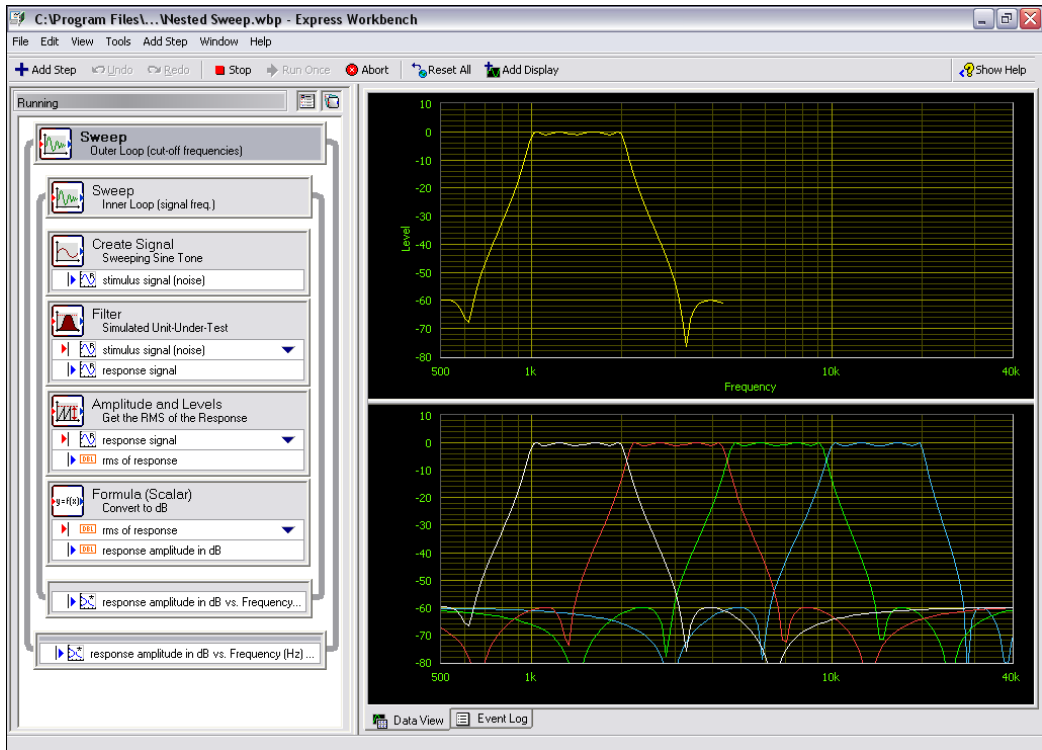 C:\Program Files\...\Nested Sweep.wbp - Express Workbench
File Edit View Tools Add Step Window Help
Add Step Undo Redo Stop Run Once Abort Reset All Add Display Show Help
Running
Sweep
Outer Loop (cut-off frequencies)
Sweep
Inner Loop (signal freq.)
Create Signal
Sweeping Sine Tone
stimulus signal (noise)
Filter
Simulated Unit-Under-Test
stimulus signal (noise)
response signal
Amplitude and Levels
Get the RMS of the Response
response signal
DBL rms of response
y=f(x) Formula (Scalar)
Convert to dB
DBL rms of response
DBL response amplitude in dB
response amplitude in dB vs. Frequency...
response amplitude in dB vs. Frequency (Hz) ...
10
0
-10
-20
-30
Level
-40
-50
-60
-70
-80
500 1k 10k 40k
Frequency
10
0
-10
-20
-30
-40
-50
-60
-70
-80
500 1k 10k 40k
Data View Event Log